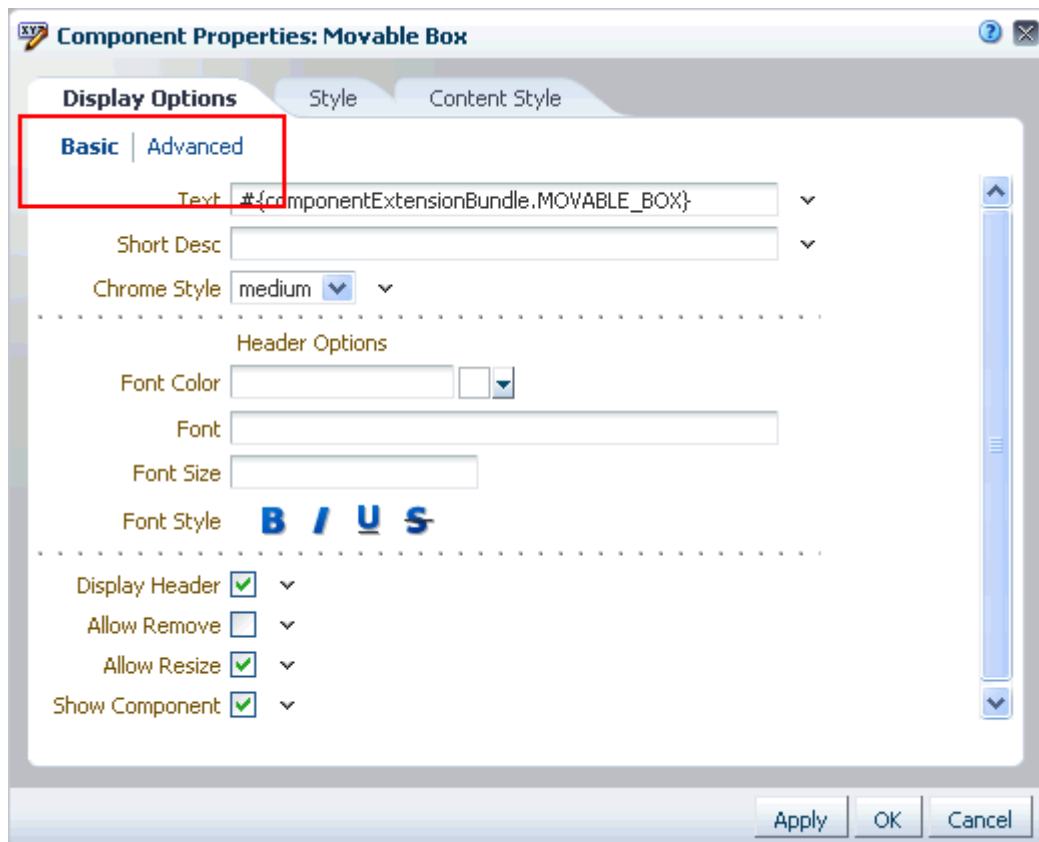 Component Properties: Movable Box
Display Options Style Content Style
Basic Advanced
Text #{componentExtensionBundle.MOVABLE_BOX}
Short Desc
Chrome Style medium
Header Options
Font Color
Font
Font Size
Font Style B I U S
Display Header
Allow Remove
Allow Resize
Show Component
Apply OK Cancel